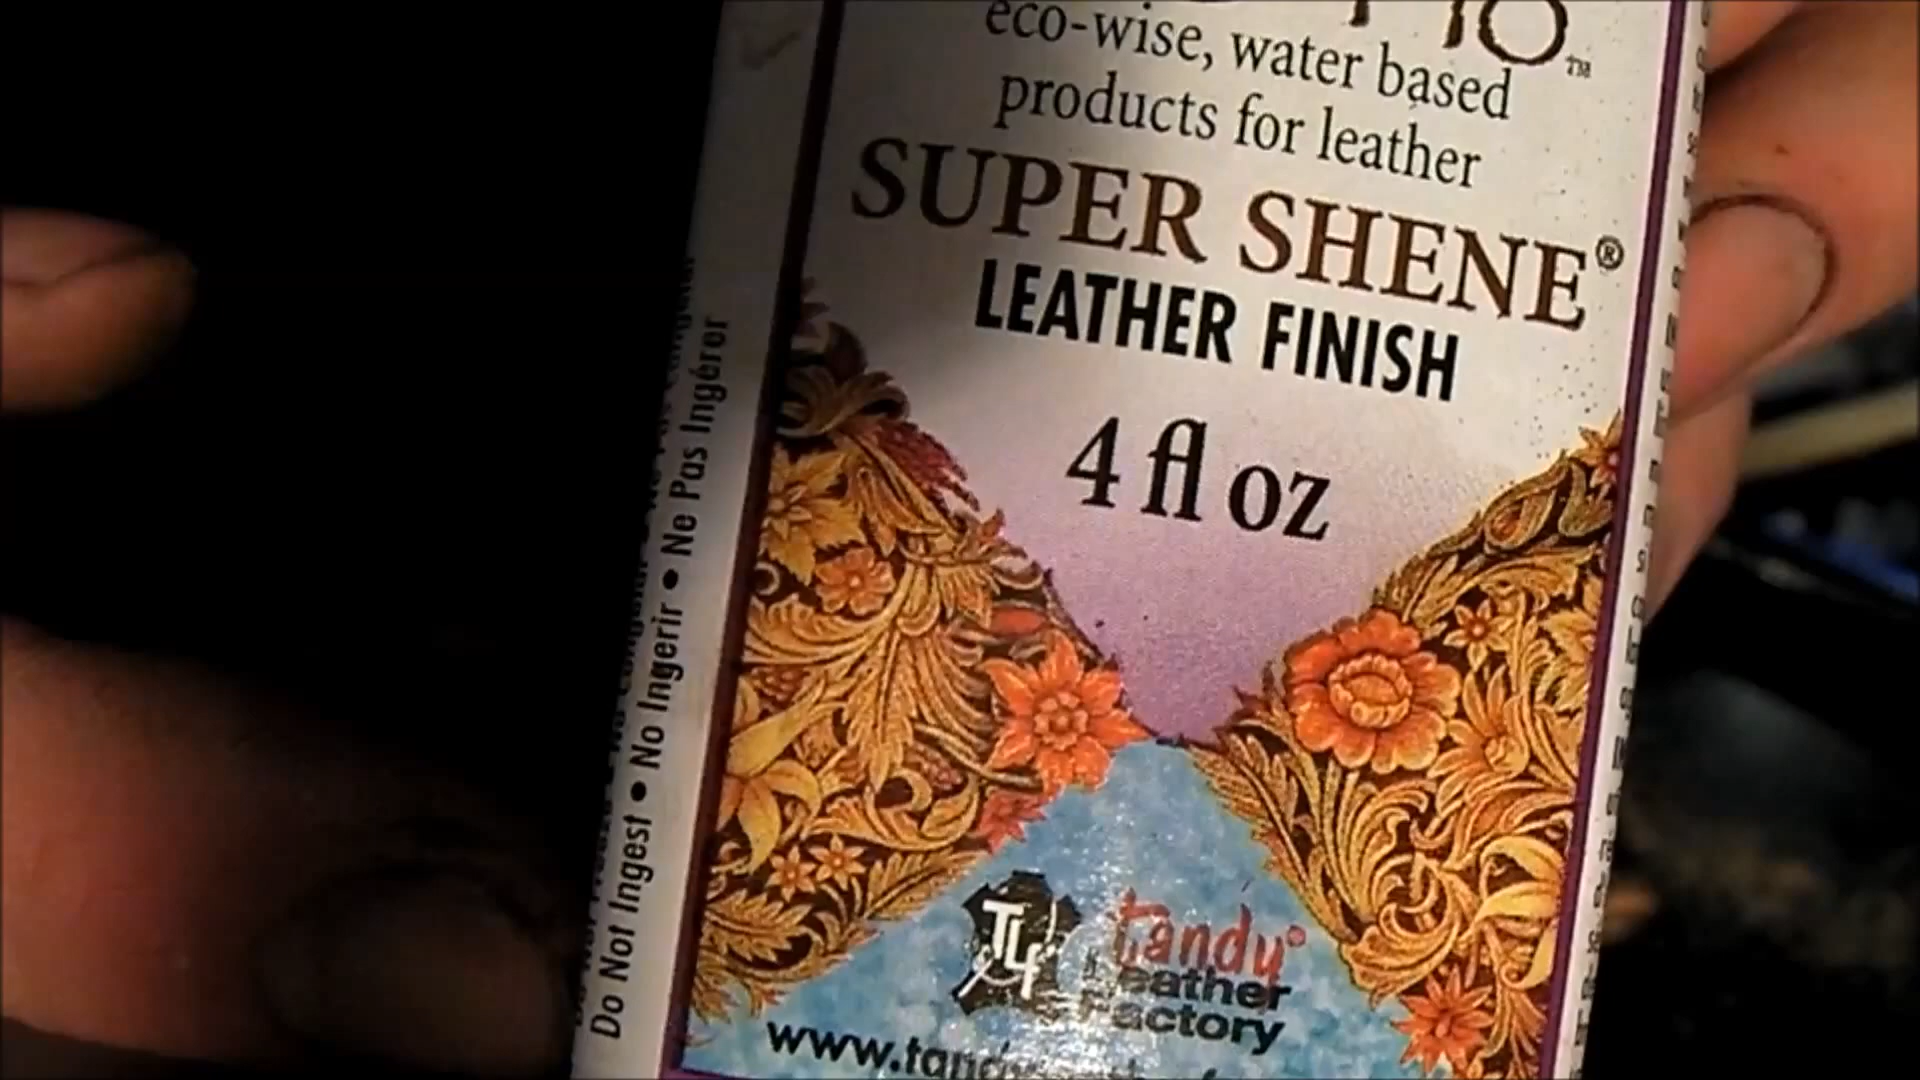 eco-wise, water based
products for leather
SUPER SHENE®
LEATHER FINISH
4 fl oz
TLF
tandy®
Leather
Factory
Do Not Ingest • No Ingerir • Ne Pas Ingérer